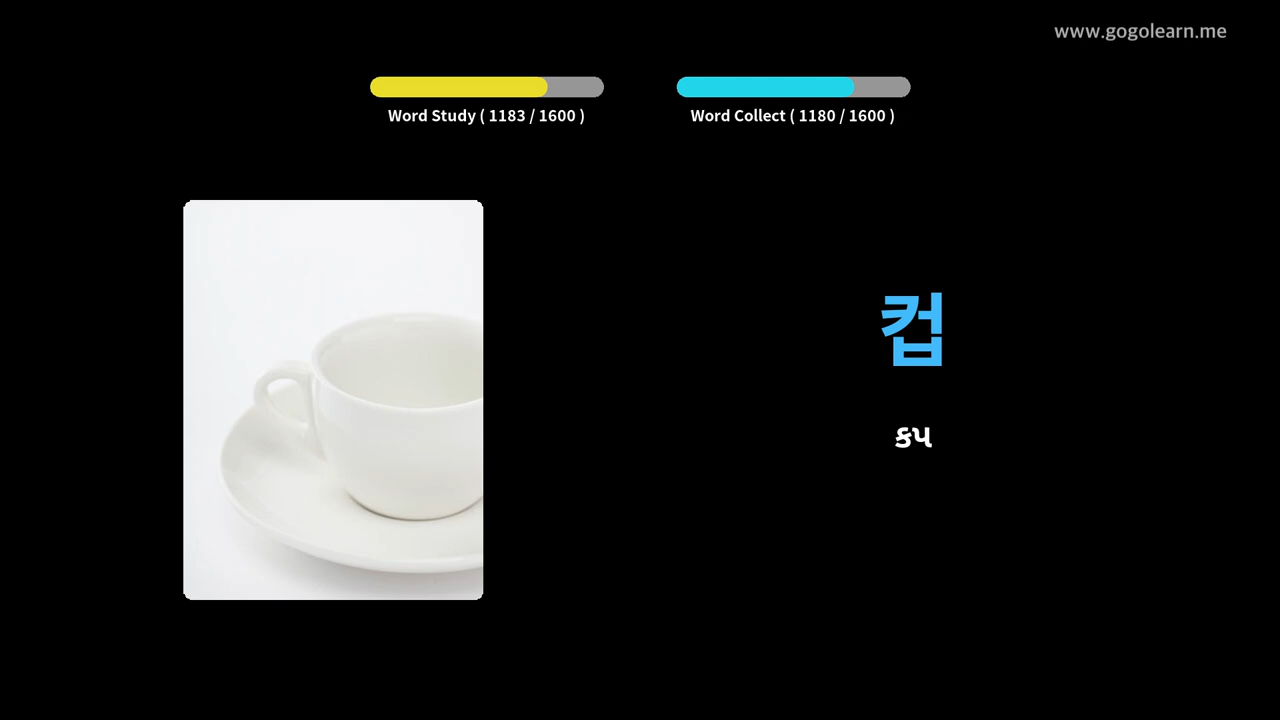 www.gogolearn.me
Word Study ( 1183 / 1600 )
Word Collect ( 1180 / 1600 )
컵
કપ